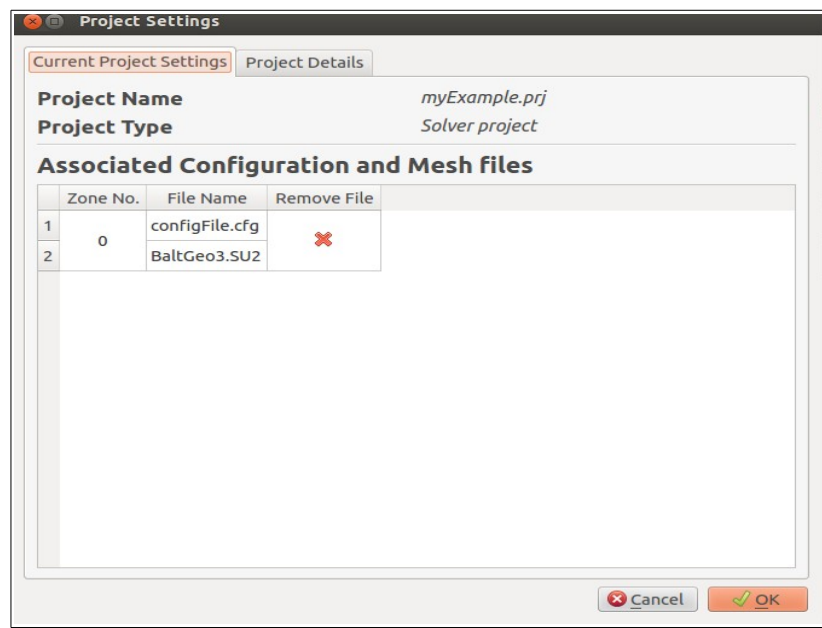 Project Settings
Current Project Settings Project Details
Project Name myExample.prj
Project Type Solver project
Associated Configuration and Mesh files
Zone No. File Name Remove File
1 configFile.cfg
0
2 BaltGeo3.SU2
Cancel OK